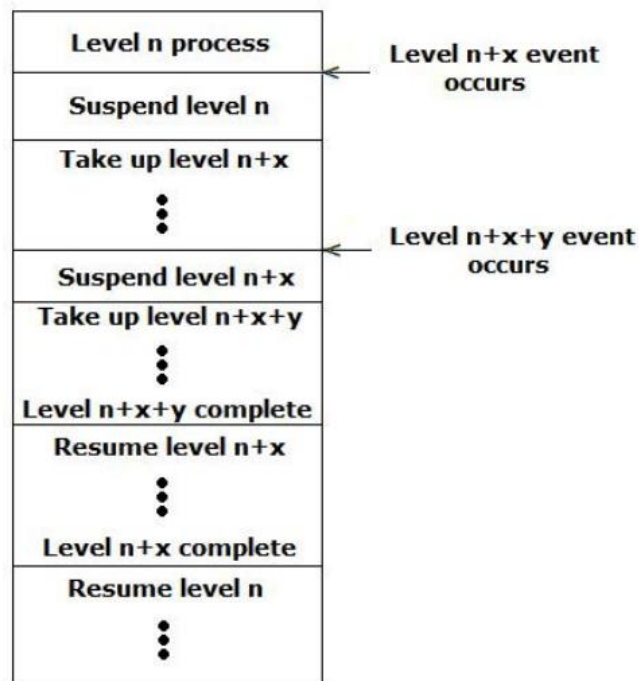 Level n process
Level n+x event
occurs
Suspend level n
Take up level n+x
Level n+x+y event
occurs
Suspend level n+x
Take up level n+x+y
Level n+x+y complete
Resume level n+x
Level n+x complete
Resume level n